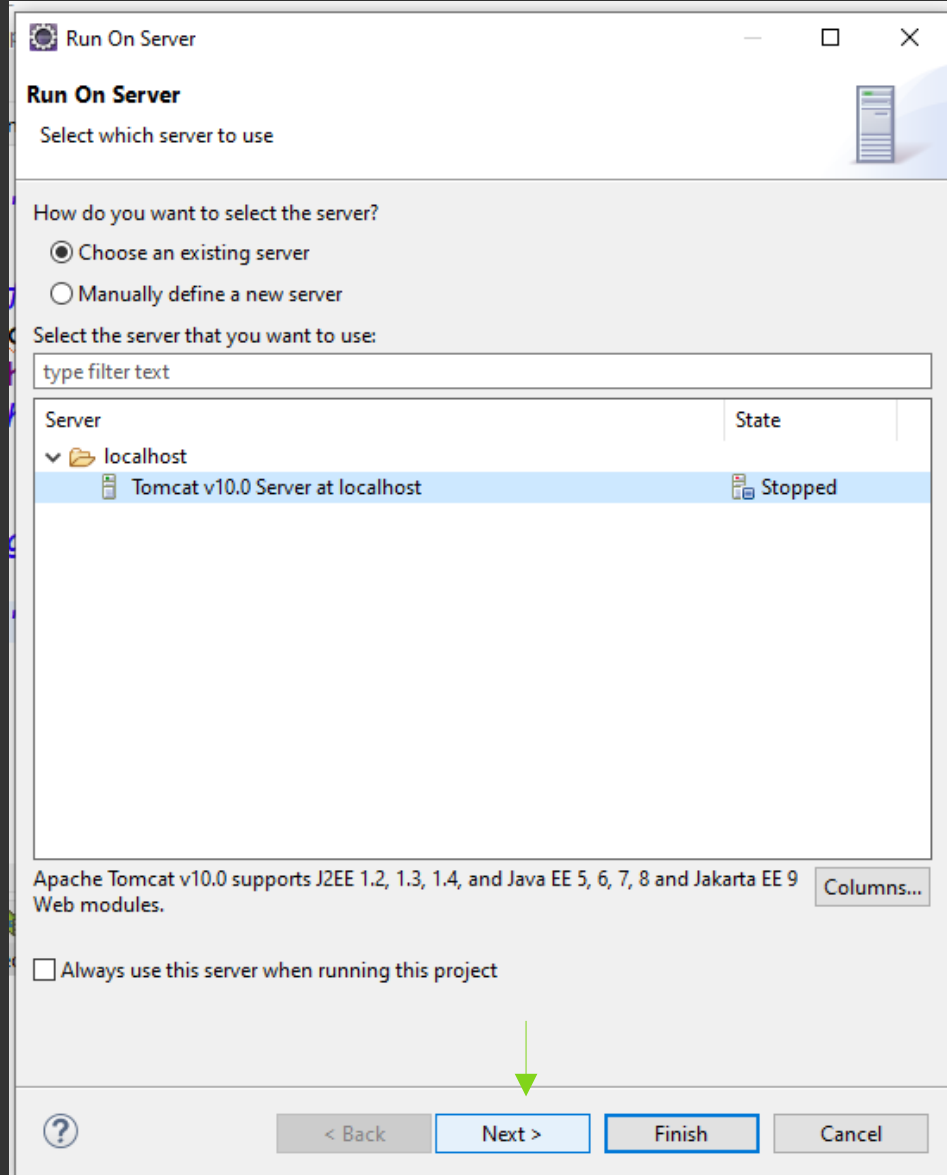 Run On Server
Run On Server
Select which server to use
How do you want to select the server?
Choose an existing server
Manually define a new server
Select the server that you want to use:
type filter text
Server State
localhost
Tomcat v10.0 Server at localhost Stopped
Apache Tomcat v10.0 supports J2EE 1.2, 1.3, 1.4, and Java EE 5, 6, 7, 8 and Jakarta EE 9
Web modules.
Columns...
Always use this server when running this project
? < Back Next > Finish Cancel